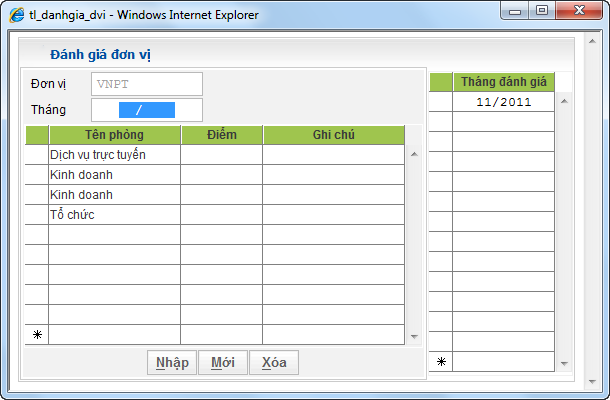 tl_danhgia_dvi - Windows Internet Explorer
Đánh giá đơn vị
Đơn vị VNPT
Tháng /
Tên phòng Điểm Ghi chú
Dịch vụ trực tuyến
Kinh doanh
Kinh doanh
Tổ chức
*
Nhập Mới Xóa
Tháng đánh giá
11/2011
*